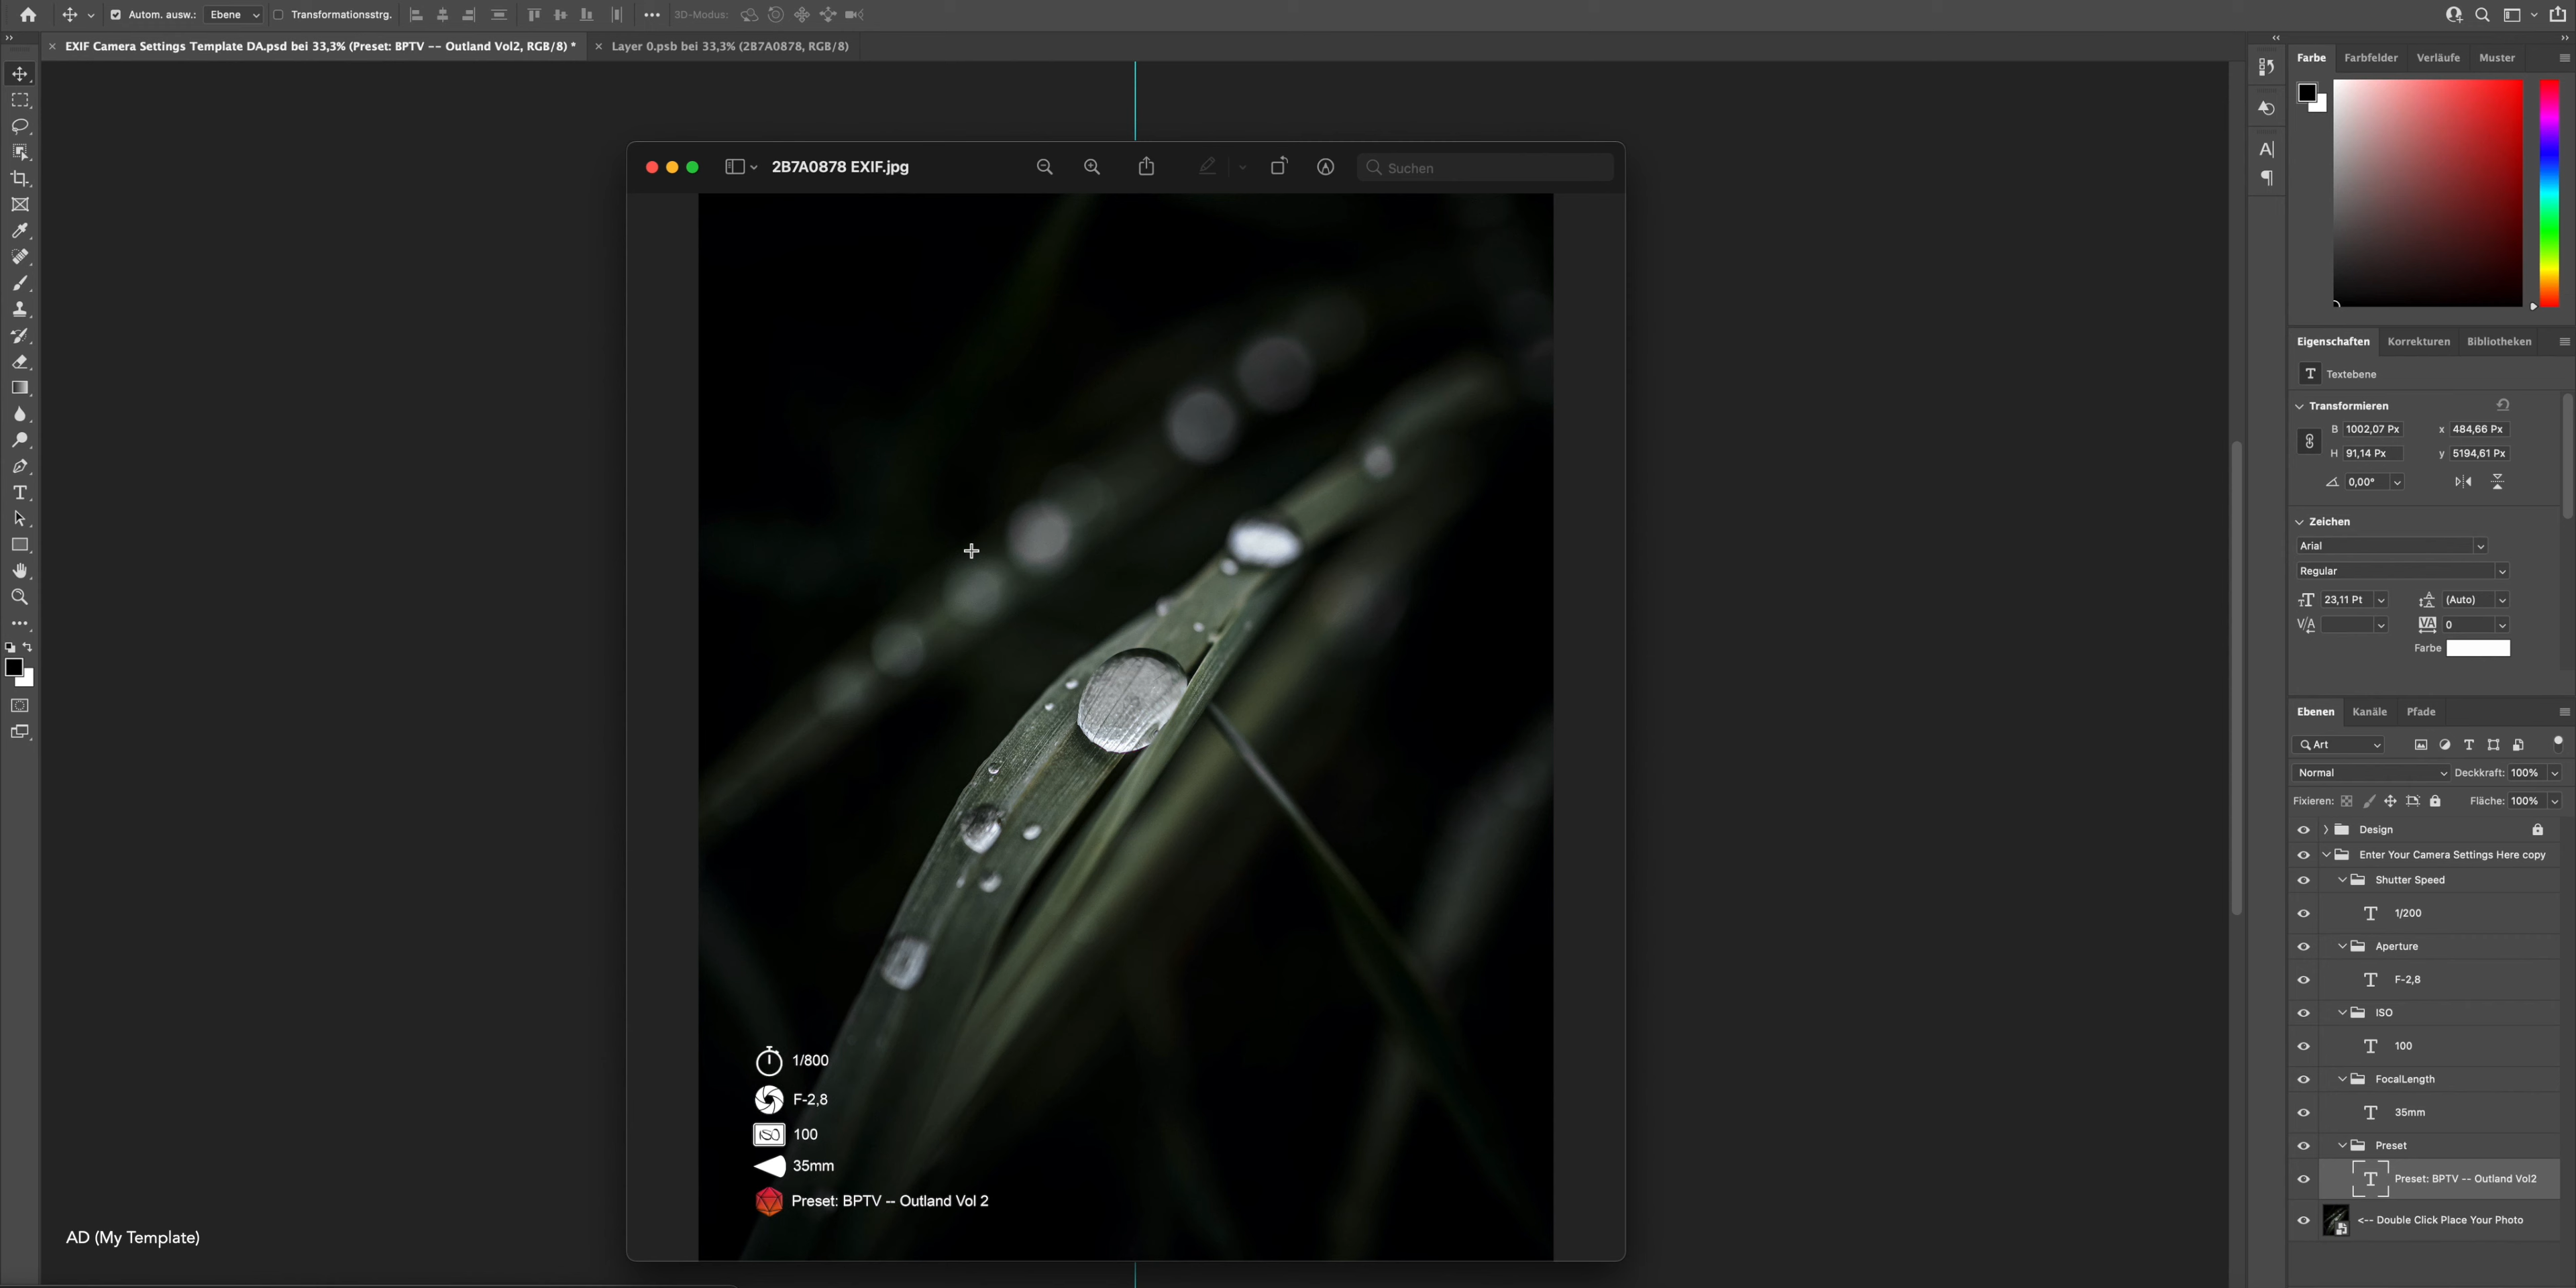 Autom. ausw.: Ebene Transformationsstrg. 3D-Modus:
EXIF Camera Settings Template DA.psd bei 33,3% (Preset: BPTV -- Outland Vol2, RGB/8) *
Layer 0.psb bei 33,3% (2B7A0878, RGB/8)
2B7A0878 EXIF.jpg
Suchen
1/800
F-2,8
ISO 100
35mm
Preset: BPTV -- Outland Vol 2
AD (My Template)
Farbe Farbfelder Verläufe Muster
Eigenschaften Korrekturen Bibliotheken
T Textebene
Transformieren
B 1002,07 Px x 484,66 Px
H 91,14 Px y 5194,61 Px
0,00°
Zeichen
Arial
Regular
23,11 Pt (Auto)
V/A VA 0
Farbe
Ebenen Kanäle Pfade
Art
Normal Deckkraft: 100%
Fixieren: Fläche: 100%
Design
Enter Your Camera Settings Here copy
Shutter Speed
T 1/200
Aperture
T F-2,8
ISO
T 100
FocalLength
T 35mm
Preset
T Preset: BPTV -- Outland Vol2
<-- Double Click Place Your Photo